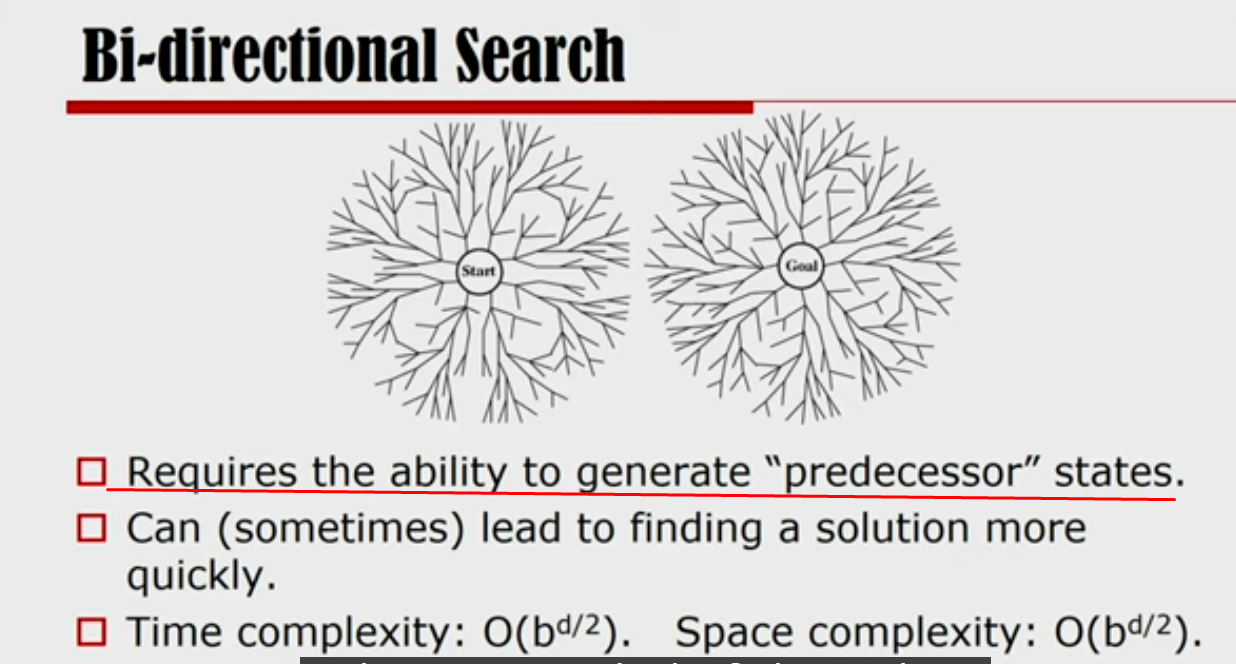 Bi-directional Search
Start
Goal
Requires the ability to generate “predecessor” states.
Can (sometimes) lead to finding a solution more
quickly.
Time complexity: O(b^d/2). Space complexity: O(b^d/2).